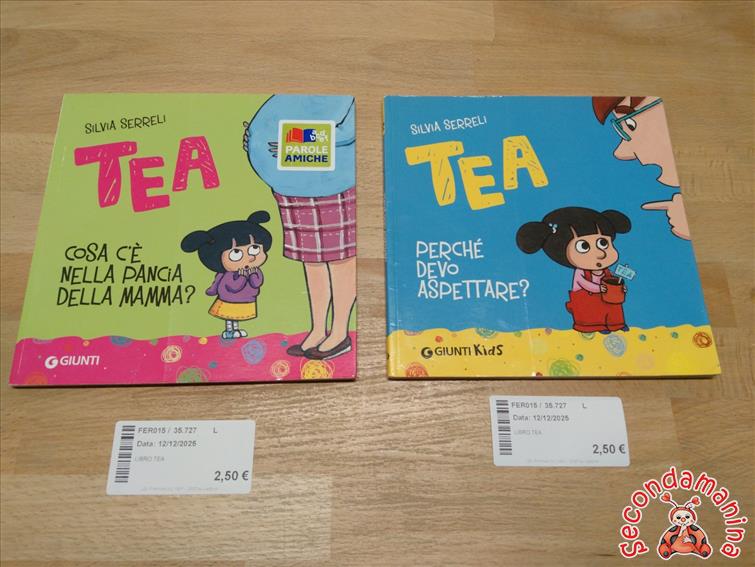 SILVIA SERRELI
TEA
PAROLE
AMICHE
COSA C'È
NELLA PANCIA
DELLA MAMMA?
GIUNTI
SILVIA SERRELI
TEA
PERCHÉ
DEVO
ASPETTARE?
TEA
GIUNTI Kids
FER015 / 35.727 L
Data: 12/12/2025
LIBRO TEA
2,50 €
FER015 / 35.727 L
Data: 12/12/2025
LIBRO TEA
2,50 €
Secondamanina